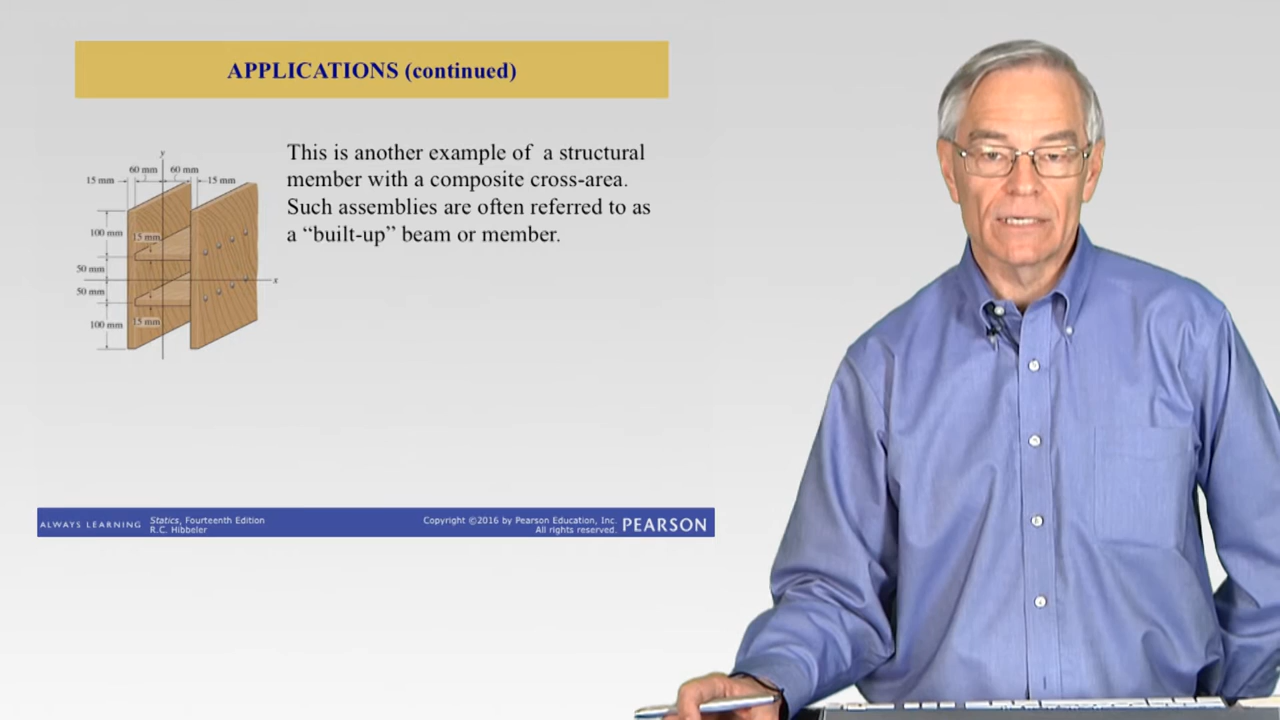 APPLICATIONS (continued)
This is another example of a structural
member with a composite cross-area.
Such assemblies are often referred to as
a “built-up” beam or member.
y
60 mm 60 mm
15 mm 15 mm
100 mm 15 mm
50 mm
x
50 mm
100 mm 15 mm
ALWAYS LEARNING
Statics, Fourteenth Edition
R.C. Hibbeler
Copyright ©2016 by Pearson Education, Inc.
All rights reserved.
PEARSON